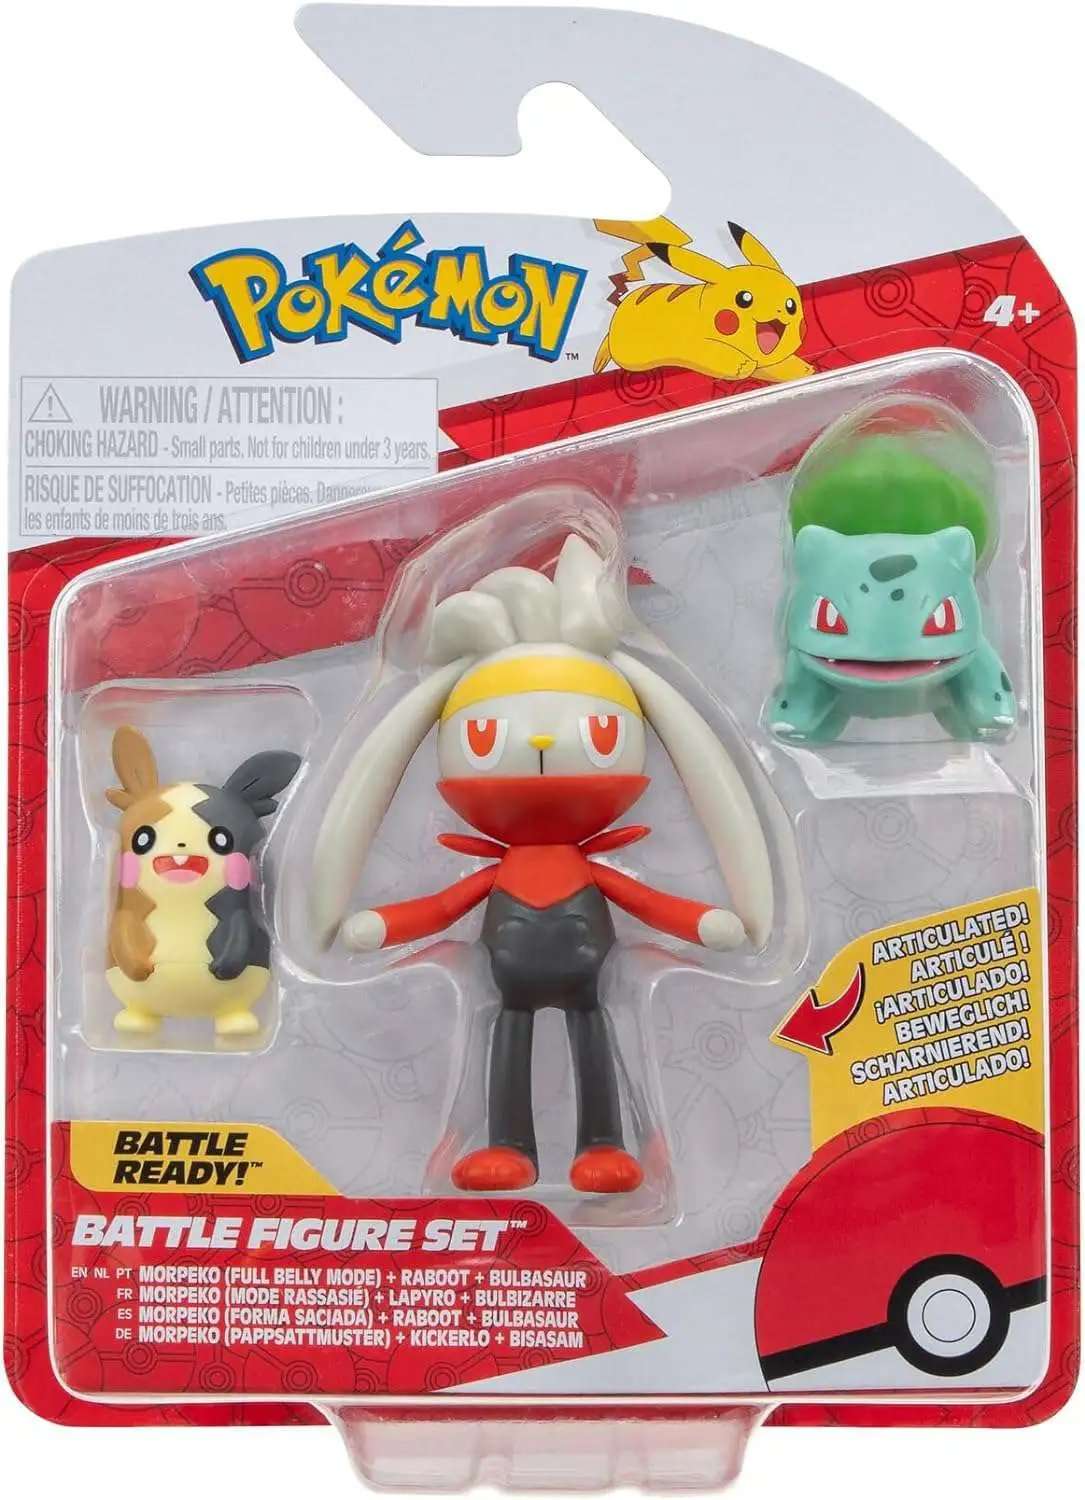 POKÉMON™
4+
WARNING / ATTENTION :
CHOKING HAZARD - Small parts. Not for children under 3 years.
RISQUE DE SUFFOCATION - Petites pièces.
les enfants de moins de trois ans.
ARTICULATED!
ARTICULÉ !
¡ARTICULADO!
BEWEGLICH!
SCHARNIEREND!
ARTICULADO!
BATTLE
READY!™
BATTLE FIGURE SET™
EN NL PT MORPEKO (FULL BELLY MODE) + RABOOT + BULBASAUR
FR MORPEKO (MODE RASSASIÉ) + LAPYRO + BULBIZARRE
ES MORPEKO (FORMA SACIADA) + RABOOT + BULBASAUR
DE MORPEKO (PAPPSATTMUSTER) + KICKERLO + BISASAM